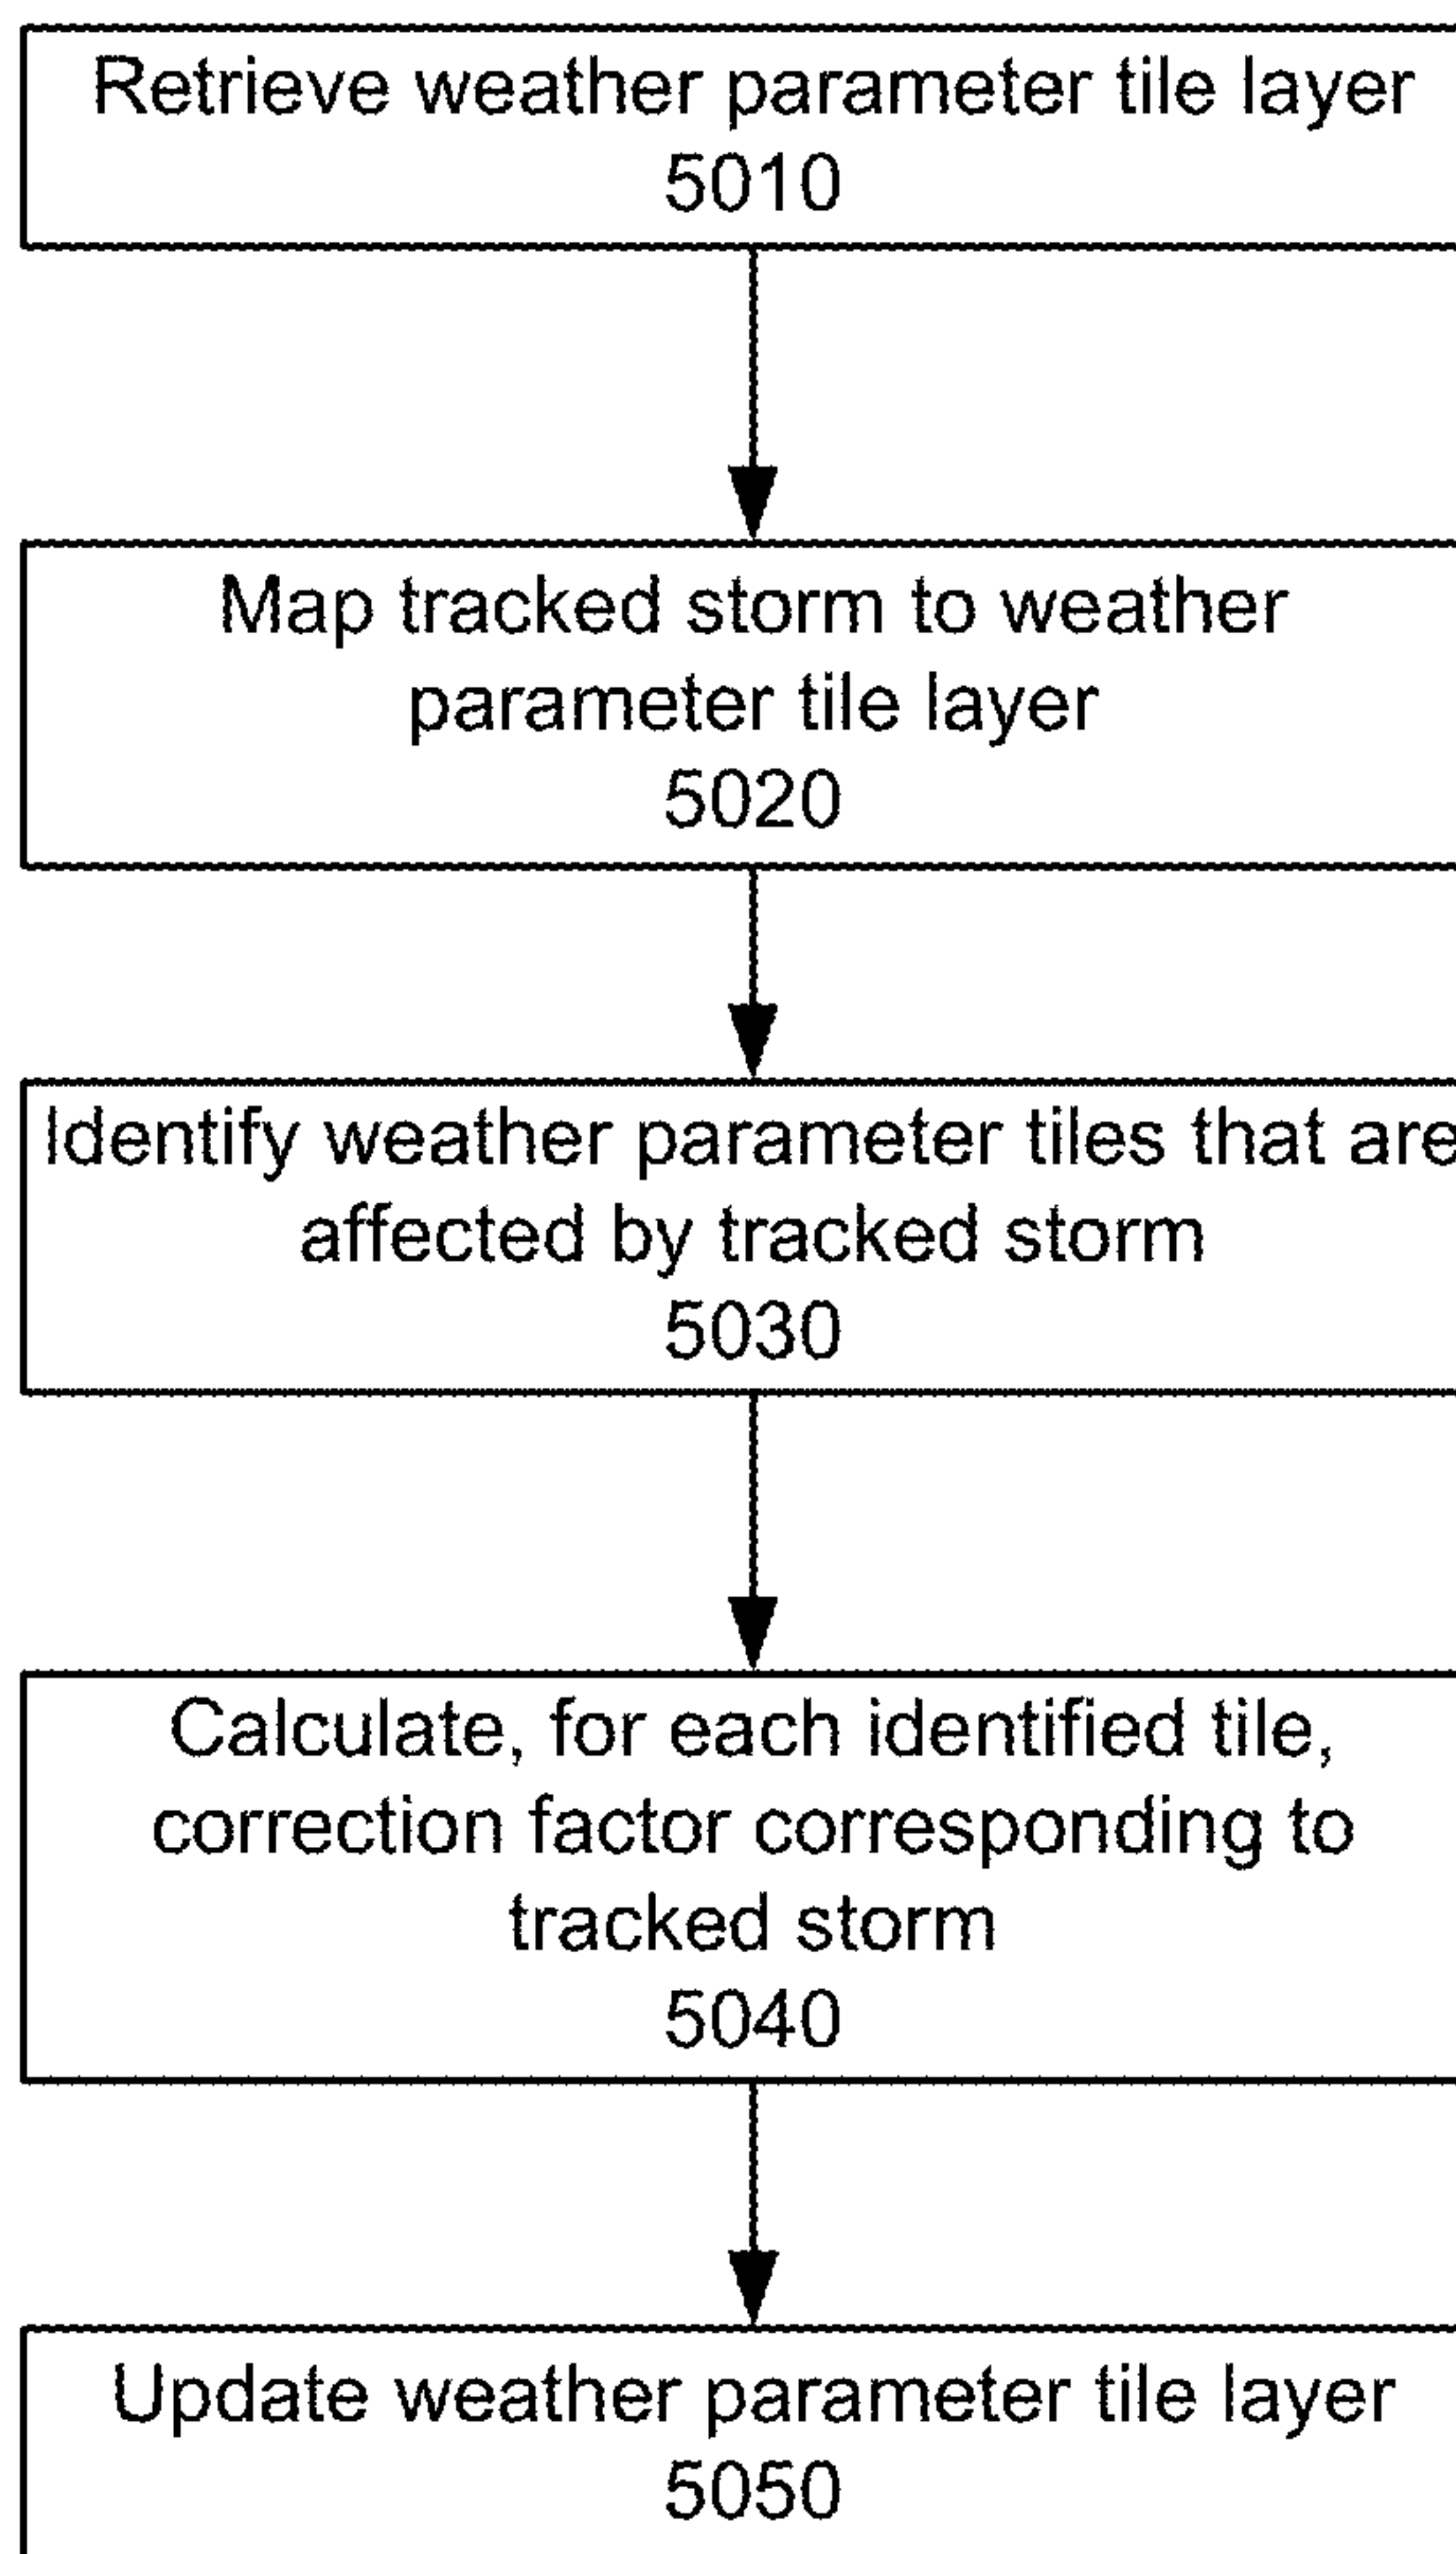 Retrieve weather parameter tile layer
5010
Map tracked storm to weather
parameter tile layer
5020
Identify weather parameter tiles that are
affected by tracked storm
5030
Calculate, for each identified tile,
correction factor corresponding to
tracked storm
5040
Update weather parameter tile layer
5050